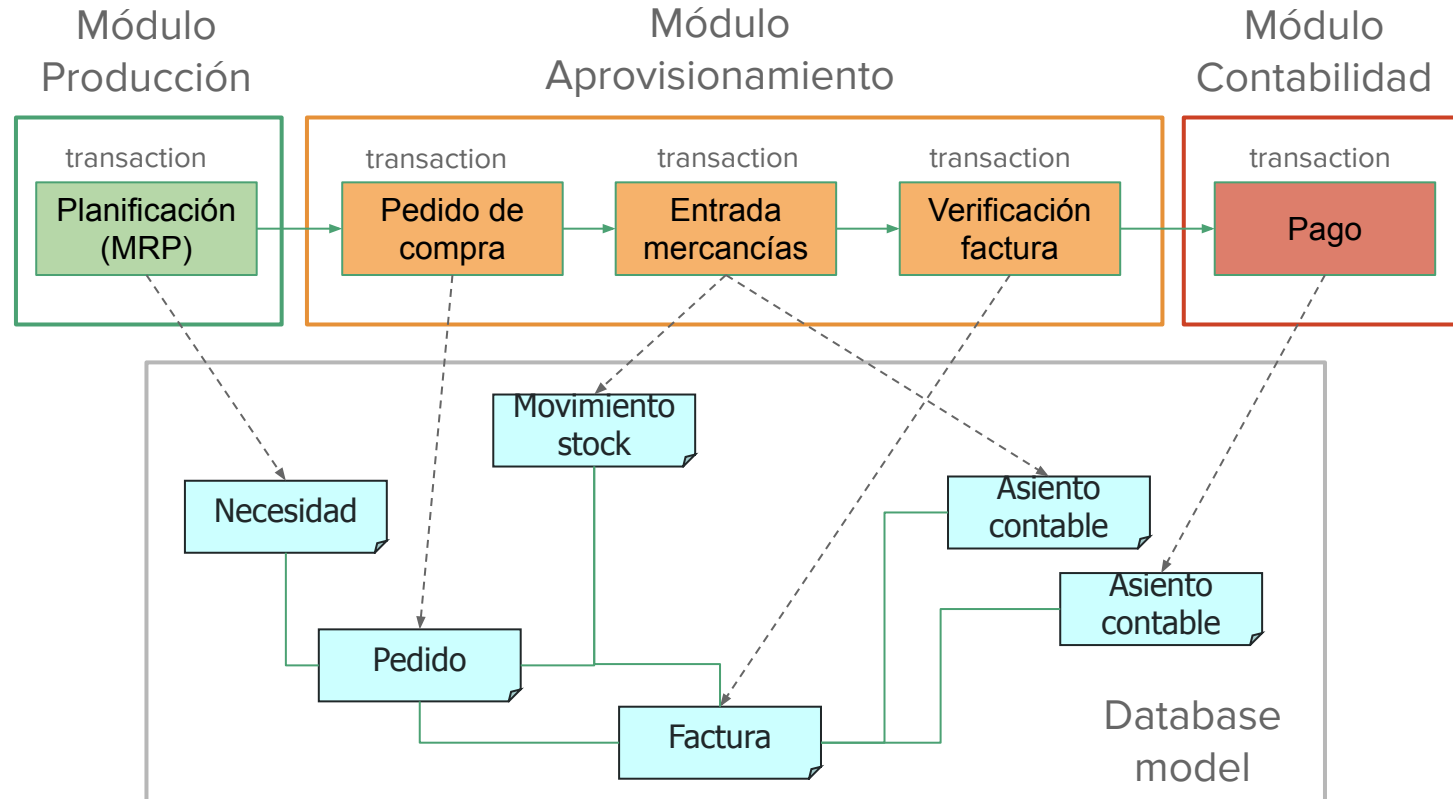 Módulo
Producción
Módulo
Aprovisionamiento
Módulo
Contabilidad
transaction
transaction
transaction
transaction
transaction
Planificación
(MRP)
Pedido de
compra
Entrada
mercancías
Verificación
factura
Pago
Movimiento
stock
Necesidad
Asiento
contable
Asiento
contable
Pedido
Factura
Database
model